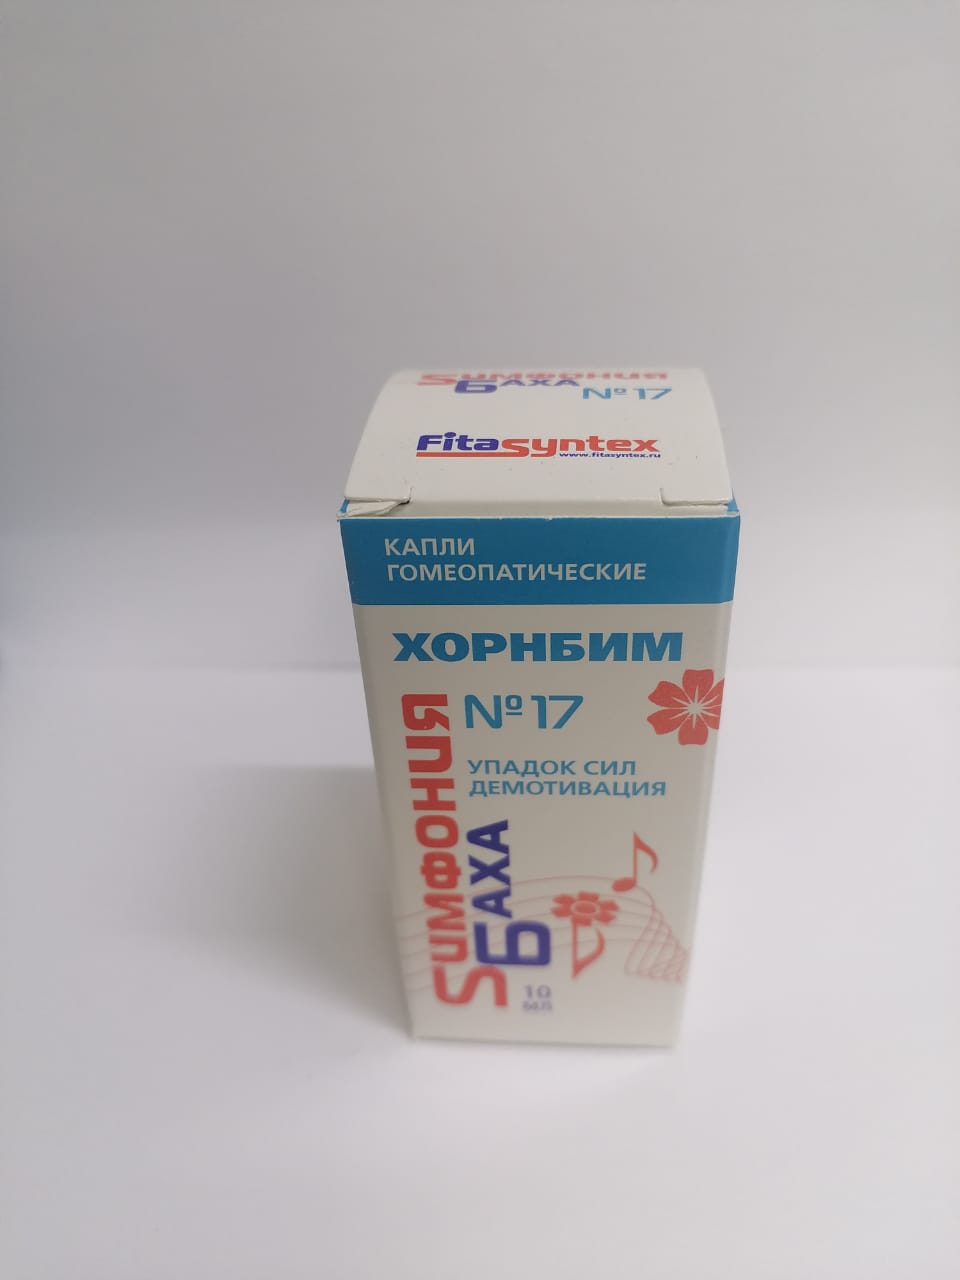 Sимфония
Баха №17
FitaSyntex
www.fitasyntex.ru
КАПЛИ
ГОМЕОПАТИЧЕСКИЕ
ХОРНБИМ
№17
УПАДОК СИЛ
ДЕМОТИВАЦИЯ
Sимфония
Баха
10
мл